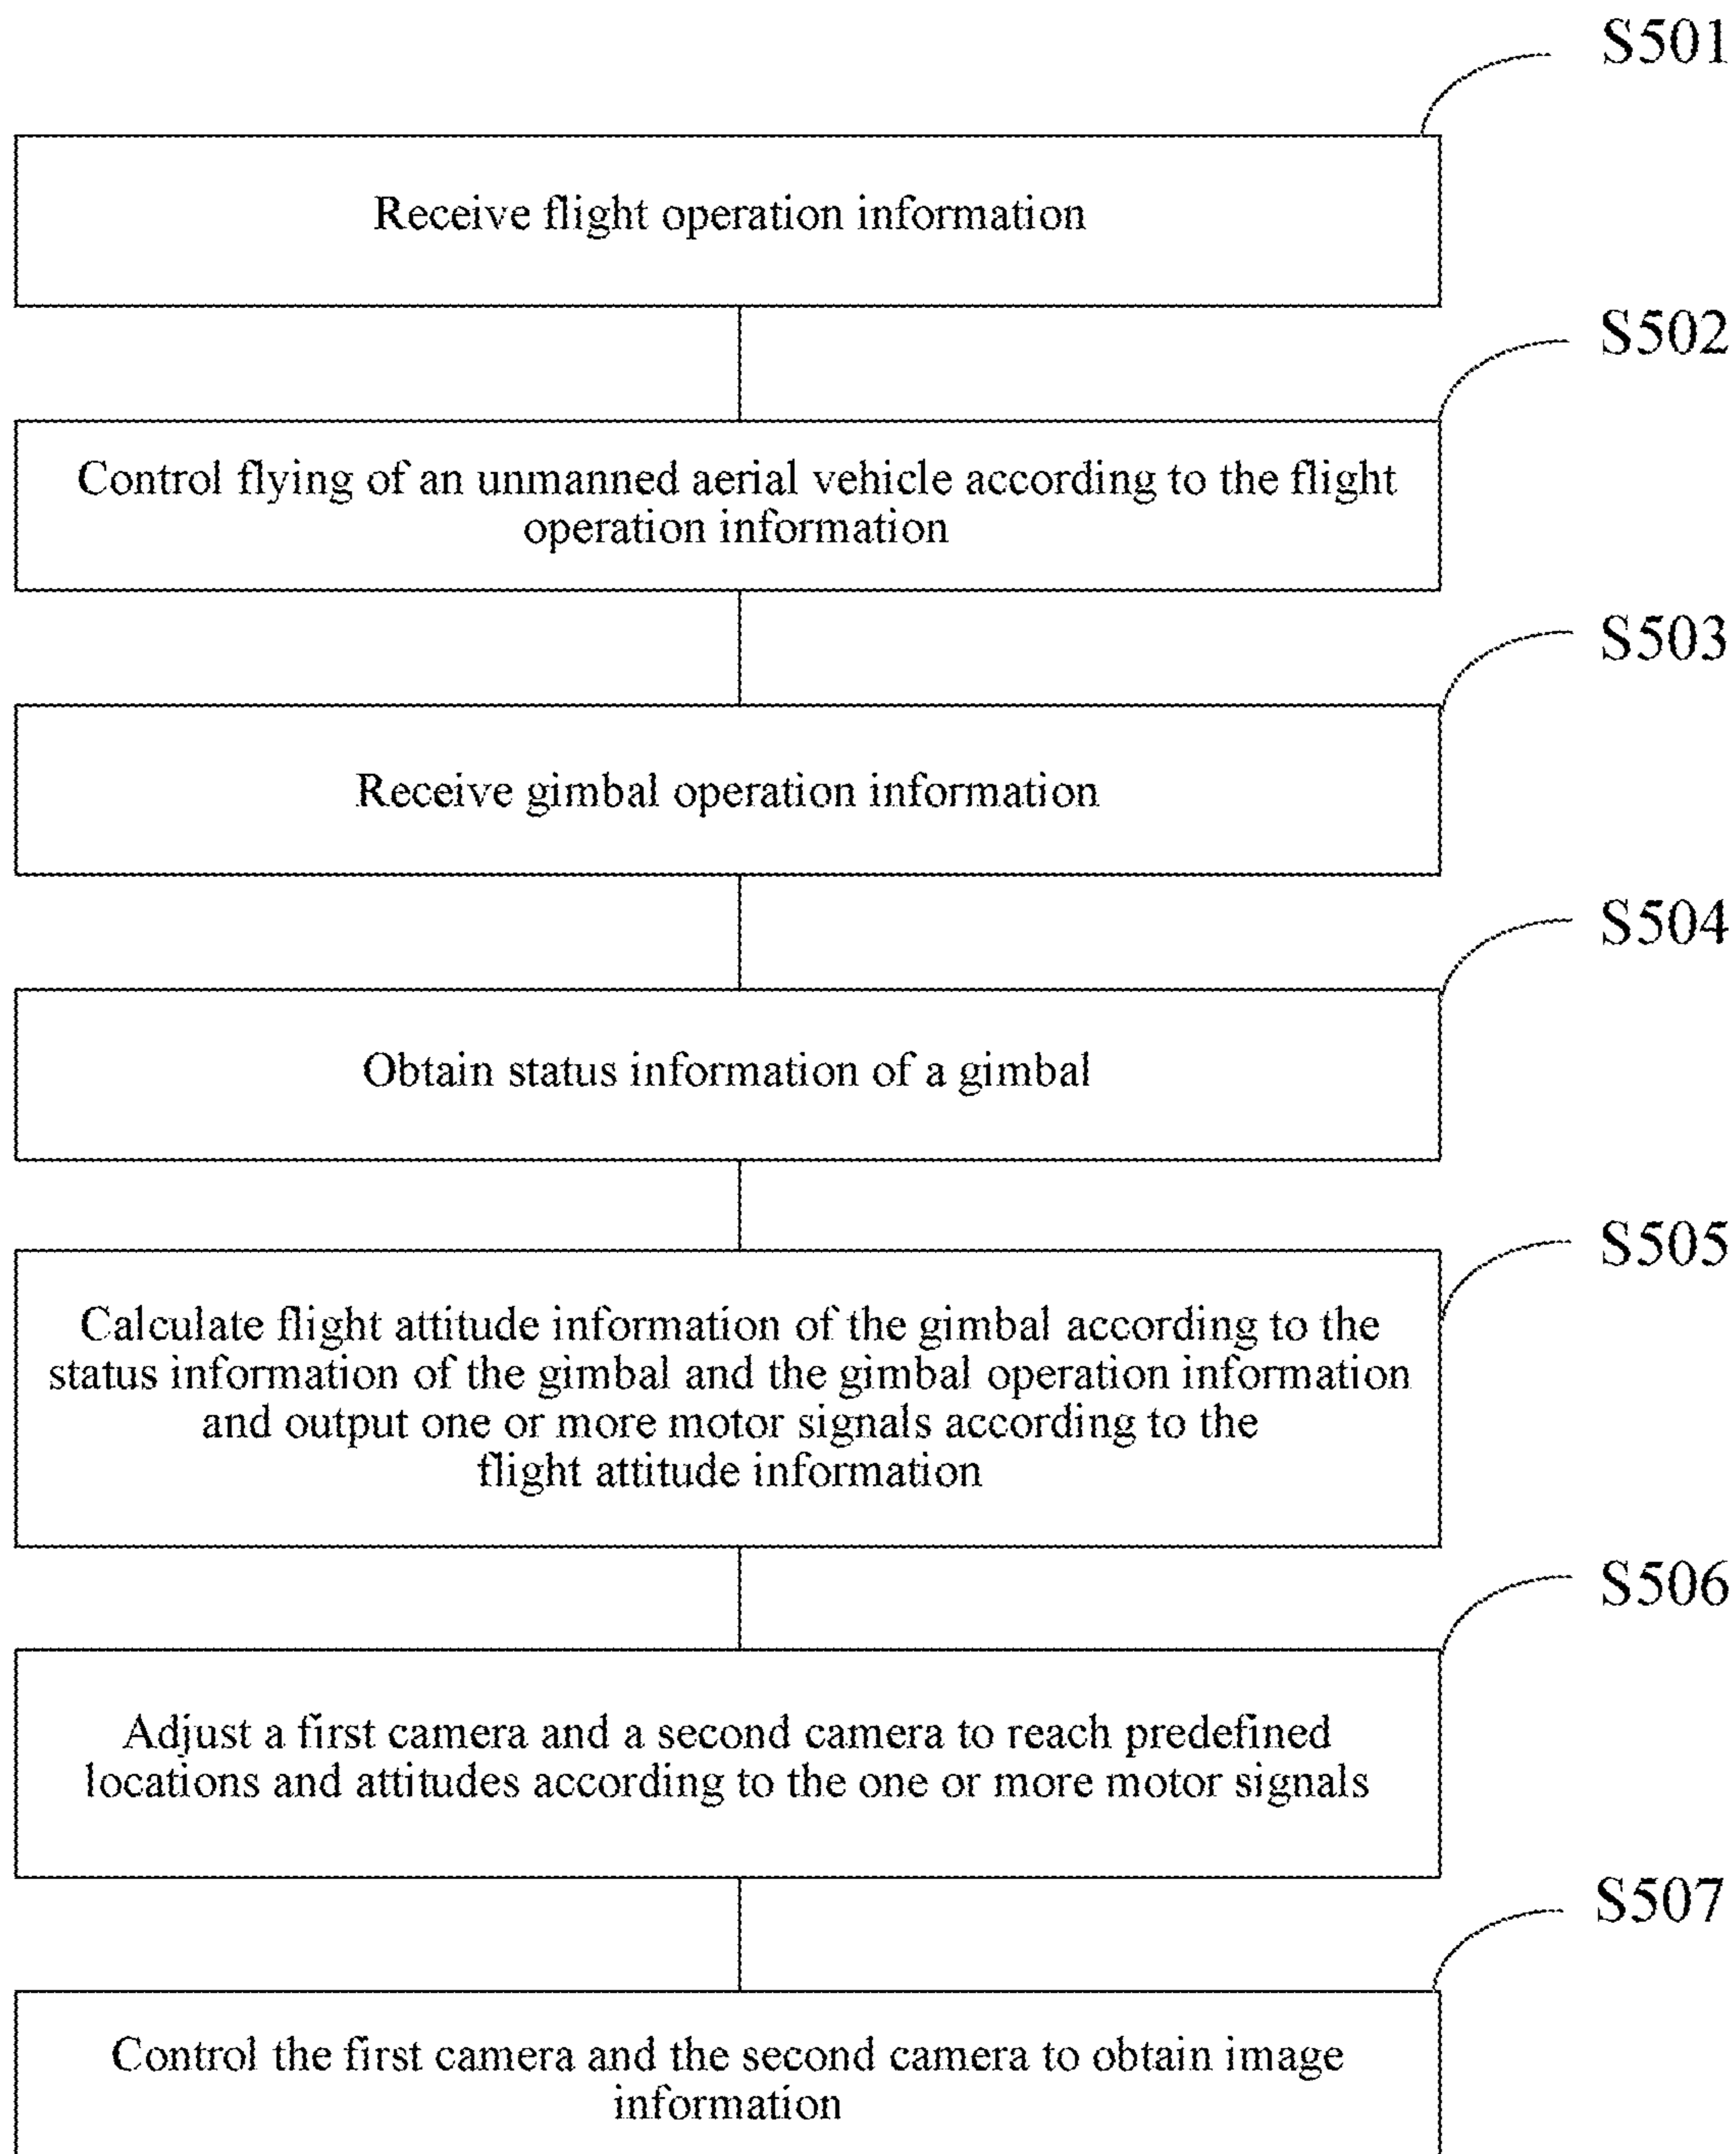 S501
Receive flight operation information
S502
Control flying of an unmanned aerial vehicle according to the flight
operation information
S503
Receive gimbal operation information
S504
Obtain status information of a gimbal
S505
Calculate flight attitude information of the gimbal according to the
status information of the gimbal and the gimbal operation information
and output one or more motor signals according to the
flight attitude information
S506
Adjust a first camera and a second camera to reach predefined
locations and attitudes according to the one or more motor signals
S507
Control the first camera and the second camera to obtain image
information